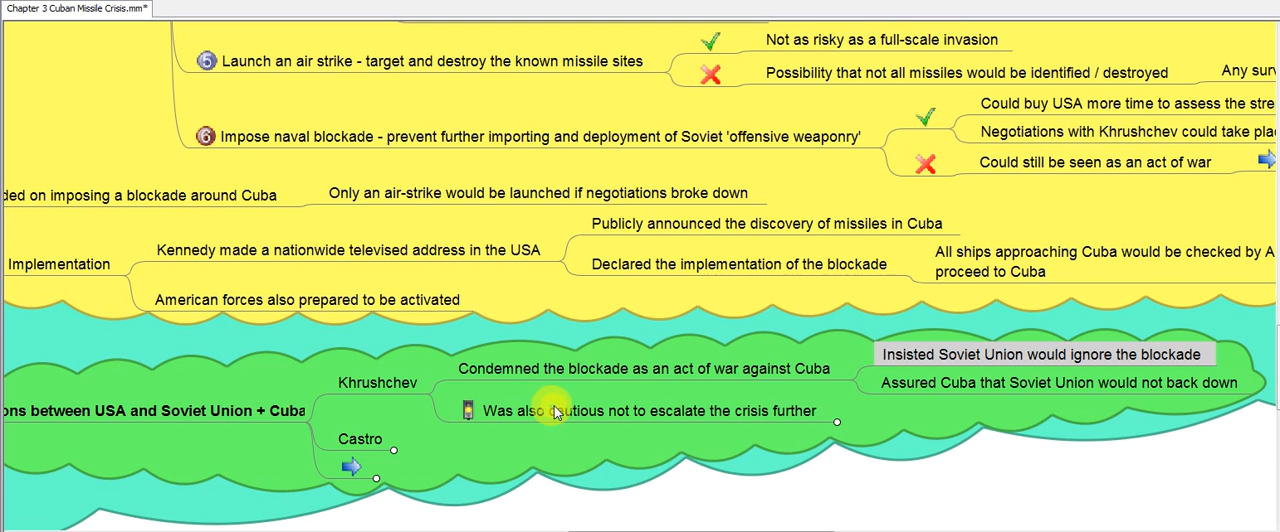 Chapter 3 Cuban Missile Crisis.mm*
Not as risky as a full-scale invasion
5 Launch an air strike - target and destroy the known missile sites
Possibility that not all missiles would be identified / destroyed
Any surv
Could buy USA more time to assess the stre
6 Impose naval blockade - prevent further importing and deployment of Soviet 'offensive weaponry'
Negotiations with Khrushchev could take plac
Could still be seen as an act of war
ded on imposing a blockade around Cuba
Only an air-strike would be launched if negotiations broke down
Publicly announced the discovery of missiles in Cuba
Kennedy made a nationwide televised address in the USA
Implementation
Declared the implementation of the blockade
All ships approaching Cuba would be checked by A
proceed to Cuba
American forces also prepared to be activated
Insisted Soviet Union would ignore the blockade
Condemned the blockade as an act of war against Cuba
Khrushchev
Assured Cuba that Soviet Union would not back down
ons between USA and Soviet Union + Cuba
Was also cautious not to escalate the crisis further
Castro